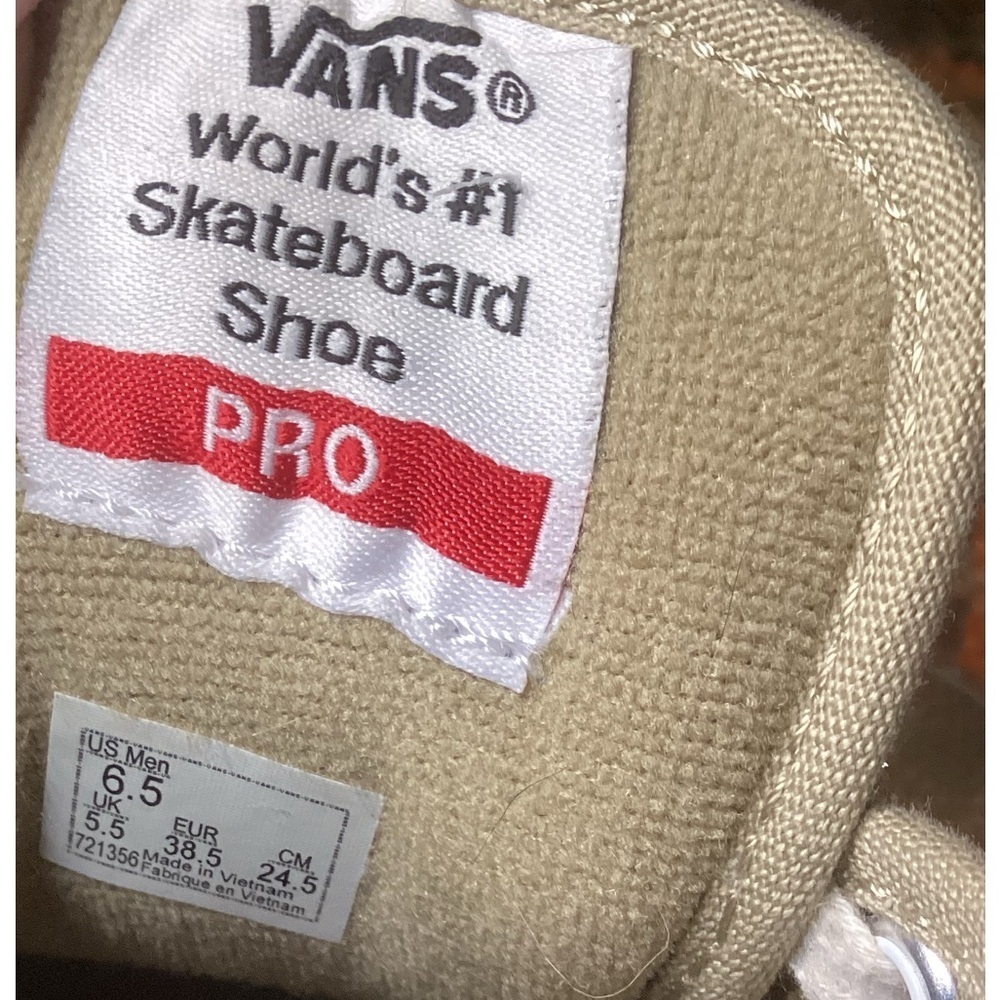 VANS®
World's #1
Skateboard
Shoe
PRO
US Men
6.5
UK
5.5
EUR
38.5
CM
24.5
721356 Made in Vietnam
Fabriqué en Vietnam